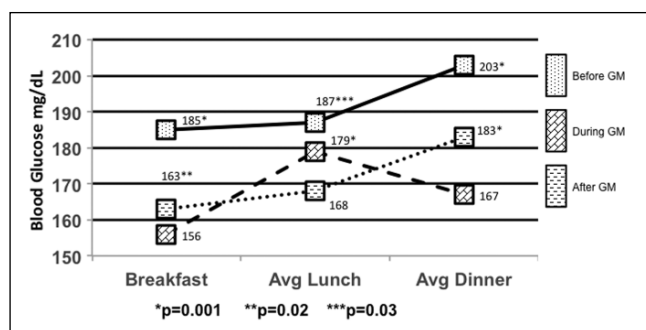 210
200
190
180
170
160
150
Blood Glucose mg/dL
185*
187***
203*
179*
183*
163**
168
167
156
Before GM
During GM
After GM
Breakfast Avg Lunch Avg Dinner
*p=0.001 **p=0.02 ***p=0.03